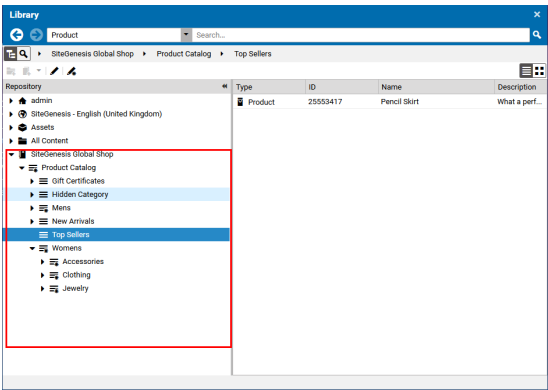 Library
Product
Search...
SiteGenesis Global Shop Product Catalog Top Sellers
Repository
Type ID Name Description
admin
Product 25553417 Pencil Skirt What a perf...
SiteGenesis - English (United Kingdom)
Assets
All Content
SiteGenesis Global Shop
Product Catalog
Gift Certificates
Hidden Category
Mens
New Arrivals
Top Sellers
Womens
Accessories
Clothing
Jewelry